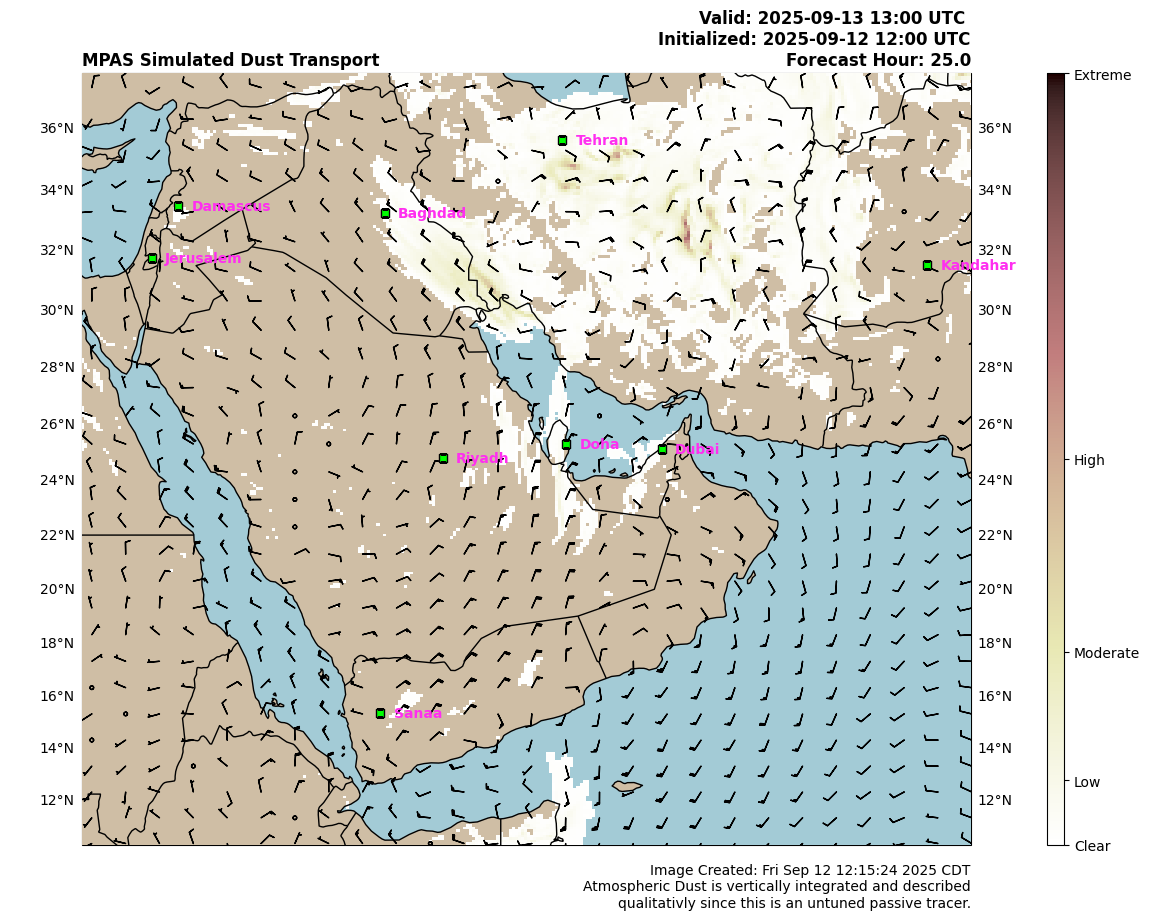 Valid: 2025-09-13 13:00 UTC
Initialized: 2025-09-12 12:00 UTC
MPAS Simulated Dust Transport
Forecast Hour: 25.0
Extreme
36°N
36°N
Tehran
34°N
34°N
Damascus
Baghdad
32°N
32°N
Jerusalem
Kandahar
30°N
30°N
28°N
28°N
26°N
26°N
Doha
Dubai
Riyadh
High
24°N
24°N
22°N
22°N
20°N
20°N
18°N
18°N
Moderate
16°N
16°N
Sanaa
14°N
14°N
Low
12°N
12°N
Clear
Image Created: Fri Sep 12 12:15:24 2025 CDT
Atmospheric Dust is vertically integrated and described
qualitativly since this is an untuned passive tracer.